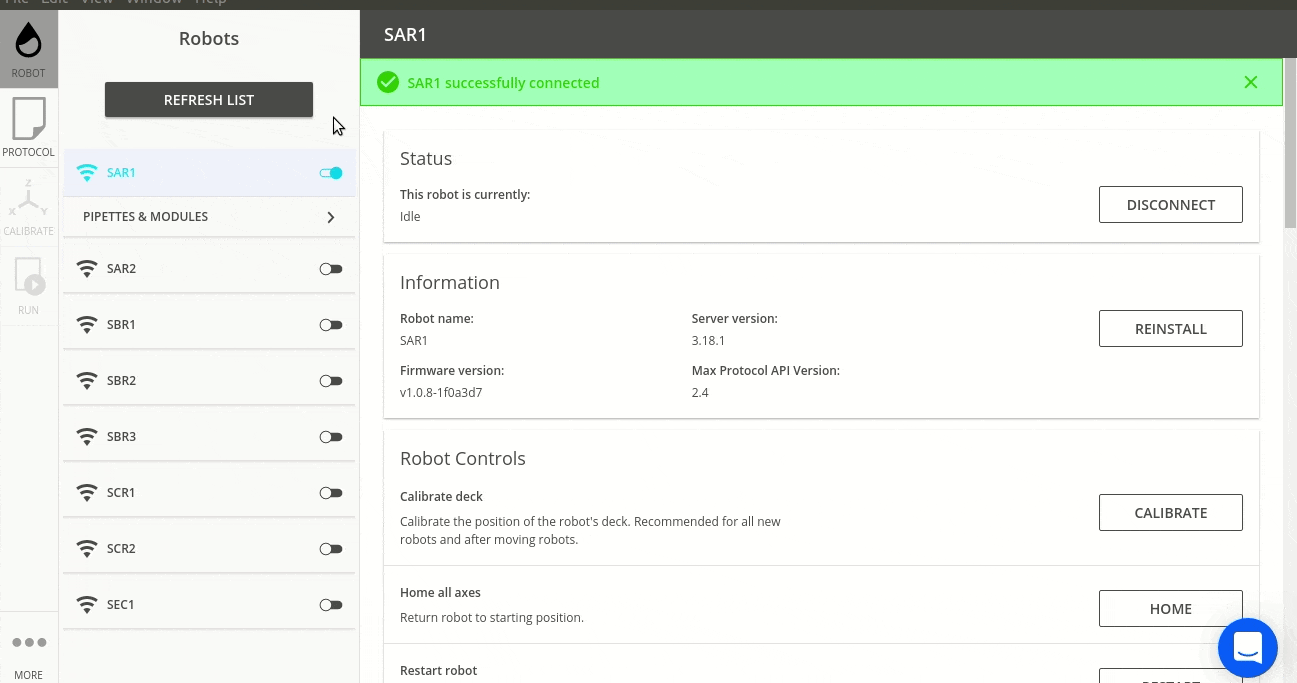 File Edit View Window Help
ROBOT
PROTOCOL
Z
X Y
CALIBRATE
RUN
MORE
Robots
REFRESH LIST
SAR1
PIPETTES & MODULES
SAR2
SBR1
SBR2
SBR3
SCR1
SCR2
SEC1
SAR1
SAR1 successfully connected
Status
This robot is currently:
Idle
DISCONNECT
Information
Robot name:
SAR1
Server version:
3.18.1
Firmware version:
v1.0.8-1f0a3d7
Max Protocol API Version:
2.4
REINSTALL
Robot Controls
Calibrate deck
Calibrate the position of the robot's deck. Recommended for all new
robots and after moving robots.
CALIBRATE
Home all axes
Return robot to starting position.
HOME
Restart robot
RESTART